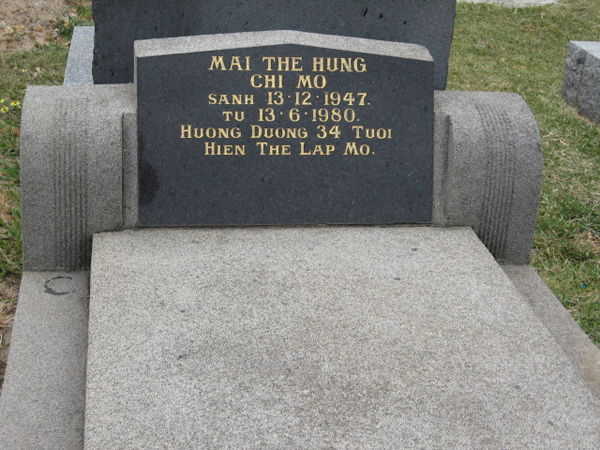 MAI THE HUNG
CHI MO
SANH 13·12·1947.
TU 13·6·1980.
HUONG DUONG 34 TUOI
HIEN THE LAP MO.